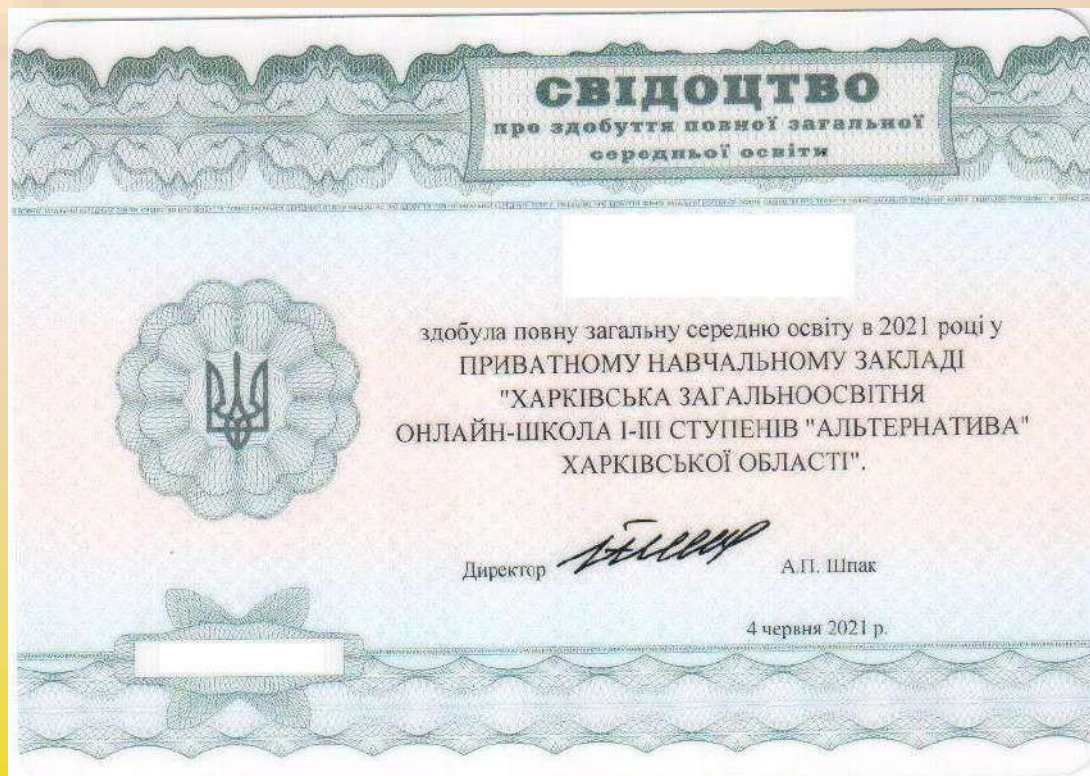 СВІДОЦТВО
про здобуття повної загальної
середньої освіти
здобула повну загальну середню освіту в 2021 році у
ПРИВАТНОМУ НАВЧАЛЬНОМУ ЗАКЛАДІ
"ХАРКІВСЬКА ЗАГАЛЬНООСВІТНЯ
ОНЛАЙН-ШКОЛА І-ІІІ СТУПЕНІВ "АЛЬТЕРНАТИВА"
ХАРКІВСЬКОЇ ОБЛАСТІ".
Директор А.П. Шпак
4 червня 2021 р.